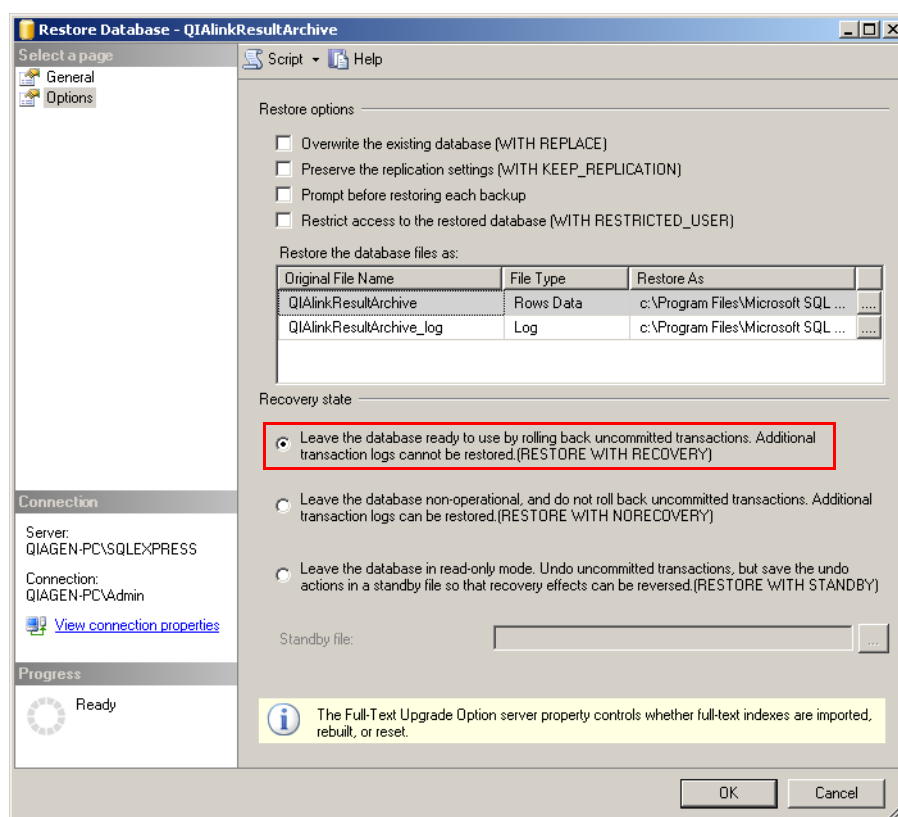 Restore Database - QIAlinkResultArchive
Select a page
General
Options
Script
Help
Restore options
Overwrite the existing database (WITH REPLACE)
Preserve the replication settings (WITH KEEP_REPLICATION)
Prompt before restoring each backup
Restrict access to the restored database (WITH RESTRICTED_USER)
Restore the database files as:
Original File Name File Type Restore As
QIAlinkResultArchive Rows Data c:\Program Files\Microsoft SQL ... ....
QIAlinkResultArchive_log Log c:\Program Files\Microsoft SQL ... ....
Recovery state
Leave the database ready to use by rolling back uncommitted transactions. Additional
transaction logs cannot be restored.(RESTORE WITH RECOVERY)
Leave the database non-operational, and do not roll back uncommitted transactions. Additional
transaction logs can be restored.(RESTORE WITH NORECOVERY)
Leave the database in read-only mode. Undo uncommitted transactions, but save the undo
actions in a standby file so that recovery effects can be reversed.(RESTORE WITH STANDBY)
Standby file: ...
The Full-Text Upgrade Option server property controls whether full-text indexes are imported,
rebuilt, or reset.
Connection
Server:
QIAGEN-PC\SQLEXPRESS
Connection:
QIAGEN-PC\Admin
View connection properties
Progress
Ready
OK Cancel